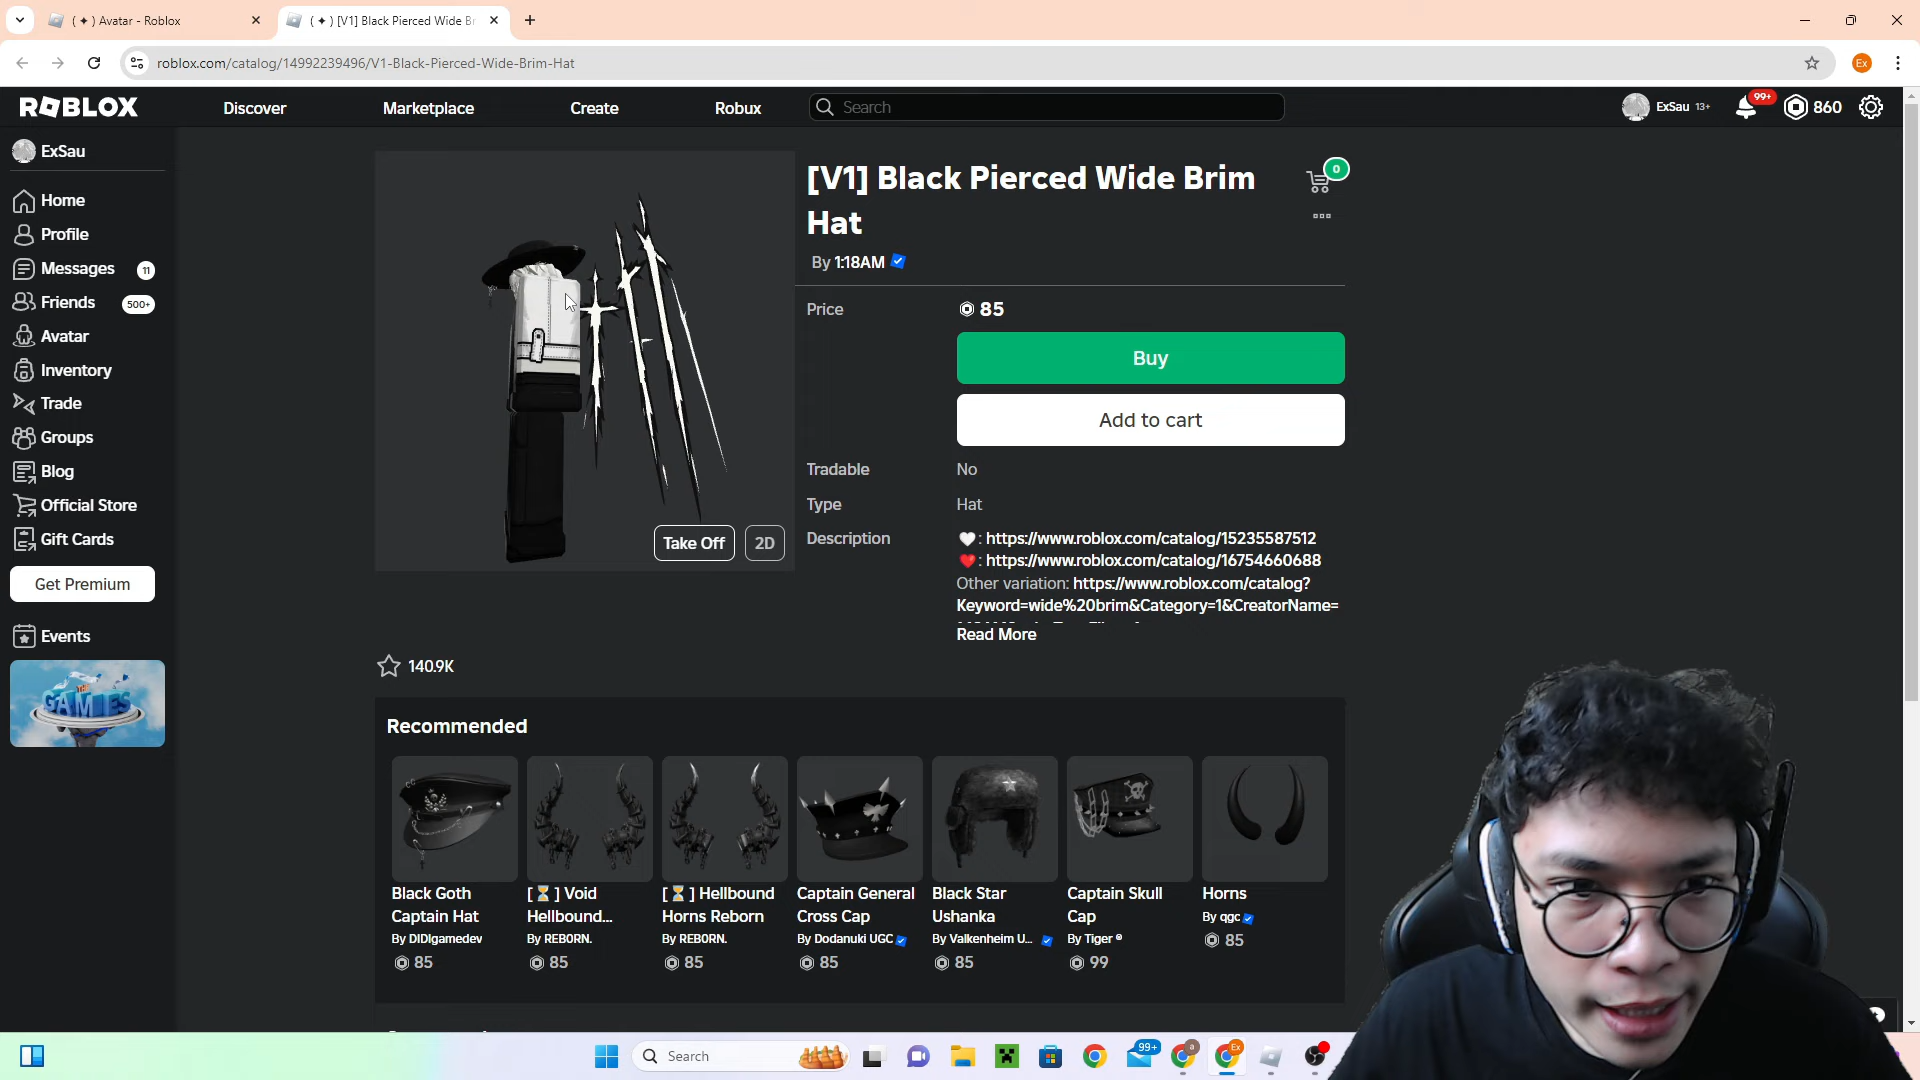 ( ✦ ) Avatar - Roblox
( ✦ ) [V1] Black Pierced Wide Br
roblox.com/catalog/14992239496/V1-Black-Pierced-Wide-Brim-Hat
Ex
ROBLOX
Discover
Marketplace
Create
Robux
Search
ExSau 13+
99+
860
ExSau
Home
Profile
Messages
11
Friends
500+
Avatar
Inventory
Trade
Groups
Blog
Official Store
Gift Cards
Get Premium
Events
THE
GAMES
Take Off
2D
[V1] Black Pierced Wide Brim
Hat
0
By 1:18AM
Price
85
Buy
Add to cart
Tradable
No
Type
Hat
Description
🤍: https://www.roblox.com/catalog/15235587512
❤️: https://www.roblox.com/catalog/16754660688
Other variation: https://www.roblox.com/catalog?
Keyword=wide%20brim&Category=1&CreatorName=
Read More
140.9K
Recommended
Black Goth
Captain Hat
By DIDIgamedev
85
[⏳] Void
Hellbound...
By REB0RN.
85
[⏳] Hellbound
Horns Reborn
By REB0RN.
85
Captain General
Cross Cap
By Dodanuki UGC
85
Black Star
Ushanka
By Valkenheim U...
85
Captain Skull
Cap
By Tiger ®
99
Horns
By qgc
85
Search
99+
a
Ex